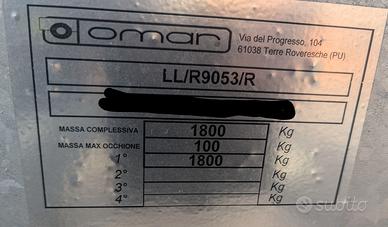 omar
Via del Progresso, 104
61038 Terre Roveresche (PU)
LL/R9053/R
MASSA COMPLESSIVA 1800 Kg
MASSA MAX OCCHIONE 100 Kg
1° 1800 Kg
2° Kg
3° Kg
4° Kg
subito